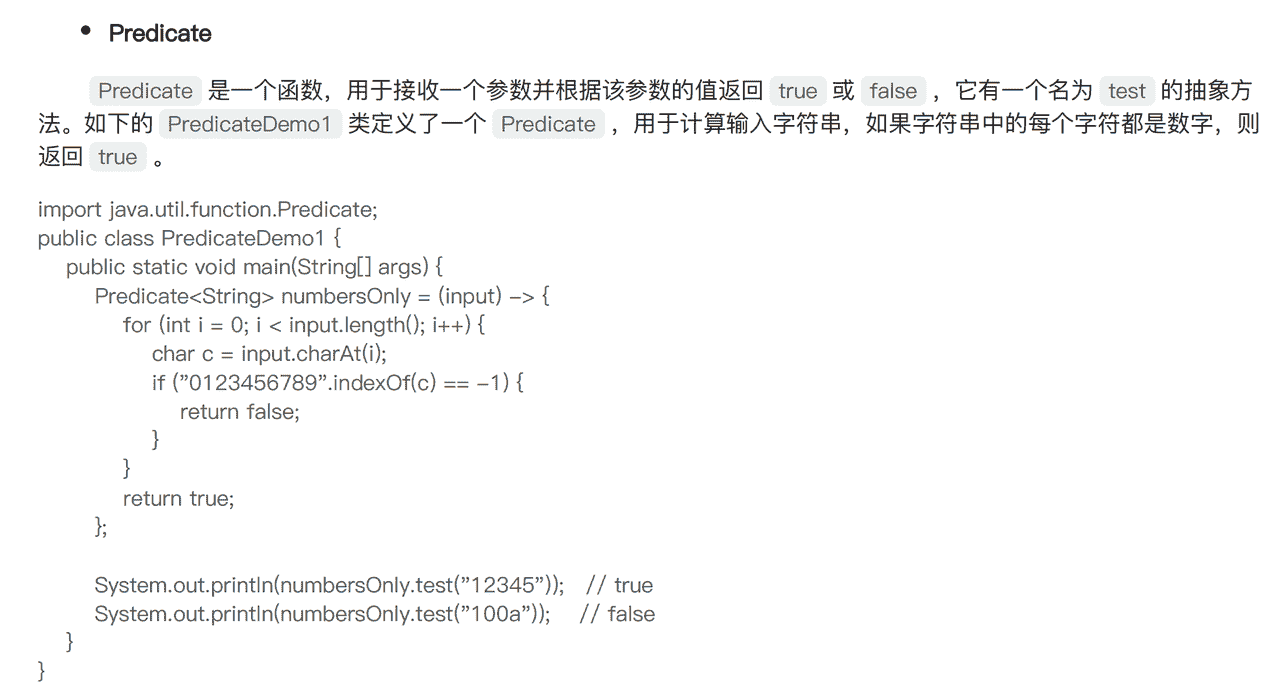 • Predicate
Predicate 是一个函数，用于接收一个参数并根据该参数的值返回 true 或 false ，它有一个名为 test 的抽象方
法。如下的 PredicateDemo1 类定义了一个 Predicate ，用于计算输入字符串，如果字符串中的每个字符都是数字，则
返回 true 。
import java.util.function.Predicate;
public class PredicateDemo1 {
    public static void main(String[] args) {
        Predicate<String> numbersOnly = (input) -> {
            for (int i = 0; i < input.length(); i++) {
                char c = input.charAt(i);
                if (”0123456789”.indexOf(c) == -1) {
                    return false;
                }
            }
            return true;
        };
        System.out.println(numbersOnly.test(”12345”));   // true
        System.out.println(numbersOnly.test(”100a”));    // false
    }
}